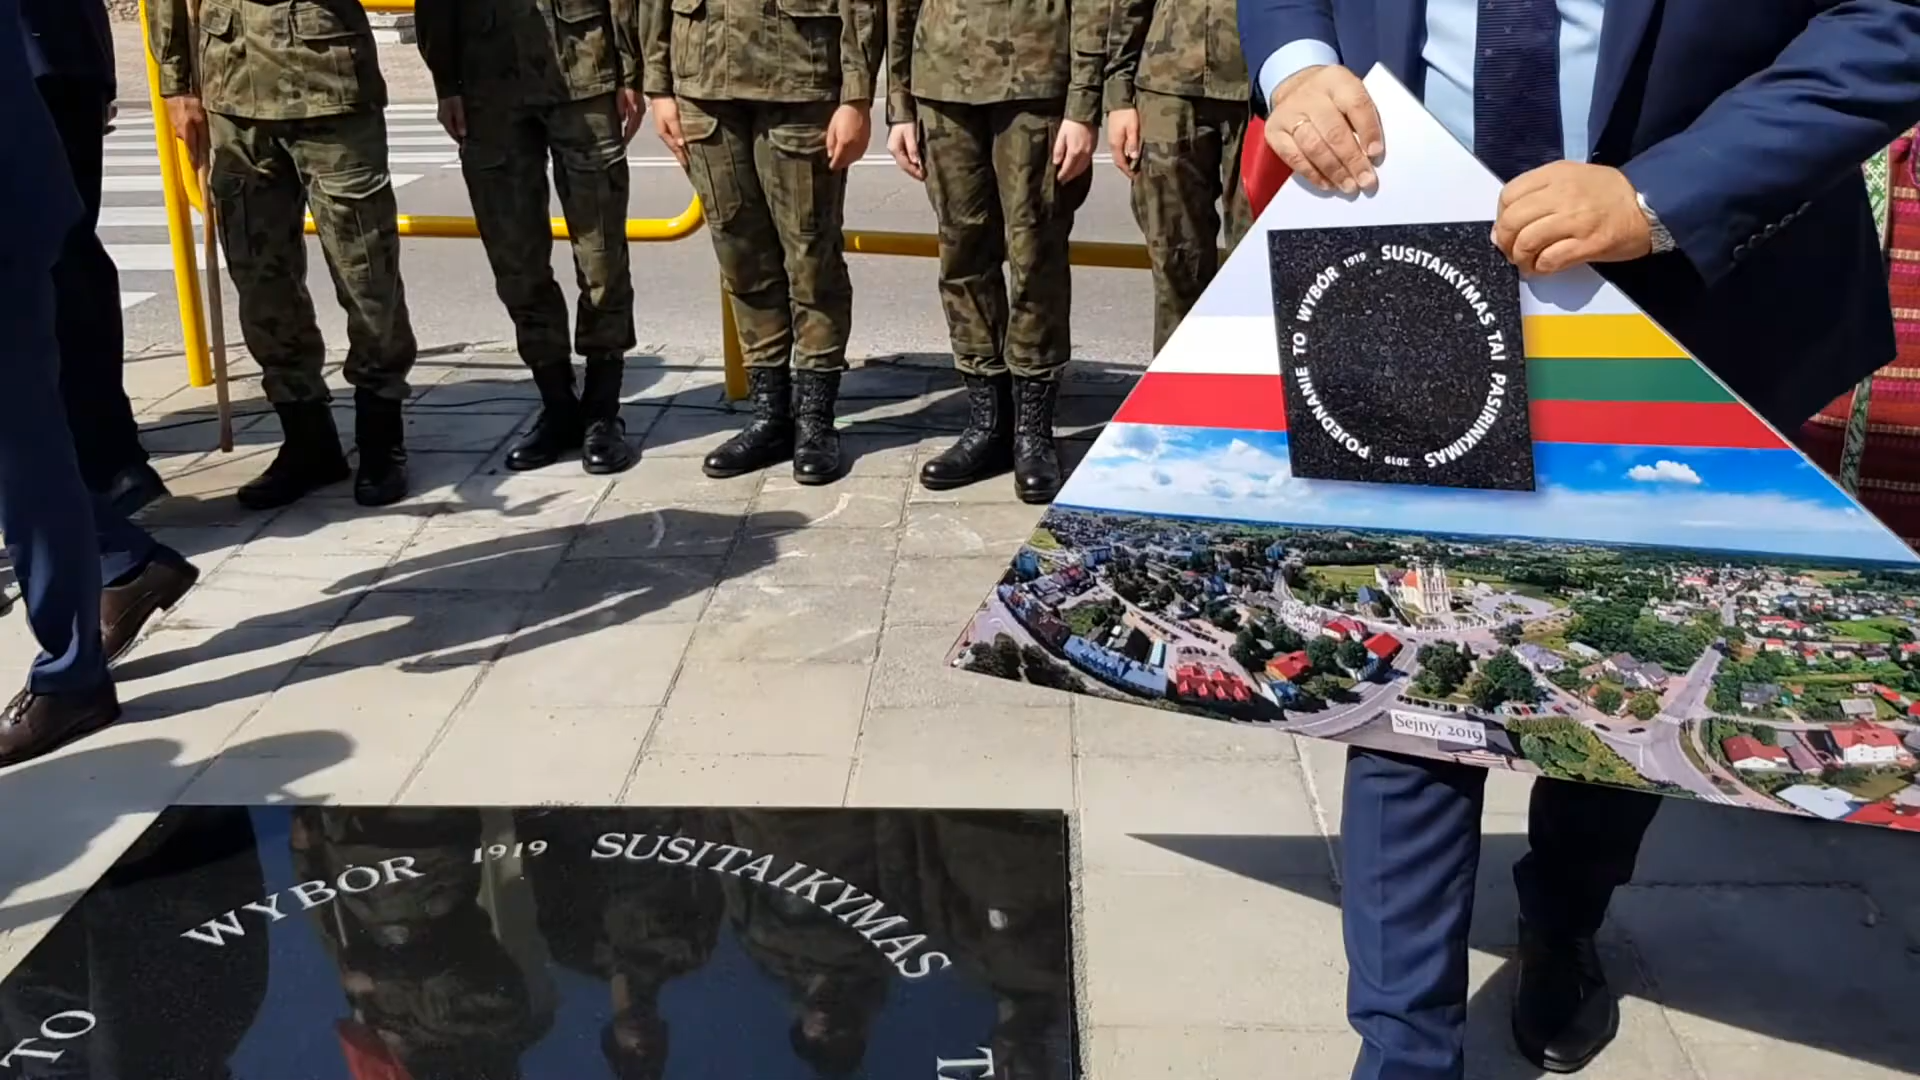 POJEDNANIE TO WYBÓR 1919 SUSITAIKYMAS TAI PASIRINKIMAS 2019
Sejny, 2019
TO WYBÓR 1919 SUSITAIKYMAS